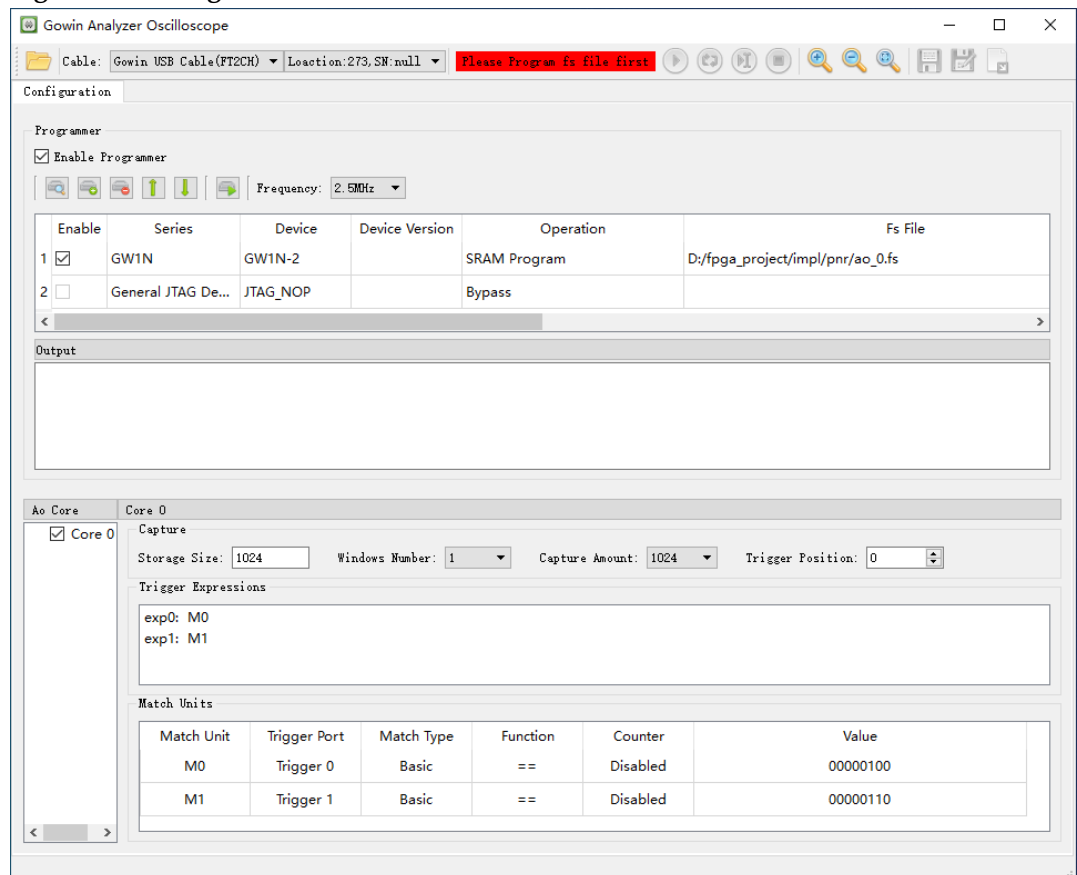 Gowin Analyzer Oscilloscope
Cable: Gowin USB Cable(FT2CH) Loaction:273,SN:null Please Program fs file first
Configuration
Programmer
Enable Programmer
Frequency: 2.5MHz
Enable Series Device Device Version Operation Fs File
1 GW1N GW1N-2 SRAM Program D:/fpga_project/impl/pnr/ao_0.fs
2 General JTAG De... JTAG_NOP Bypass
Output
Ao Core Core 0
Core 0
Capture
Storage Size: 1024 Windows Number: 1 Capture Amount: 1024 Trigger Position: 0
Trigger Expressions
exp0: M0
exp1: M1
Match Units
Match Unit Trigger Port Match Type Function Counter Value
M0 Trigger 0 Basic == Disabled 00000100
M1 Trigger 1 Basic == Disabled 00000110